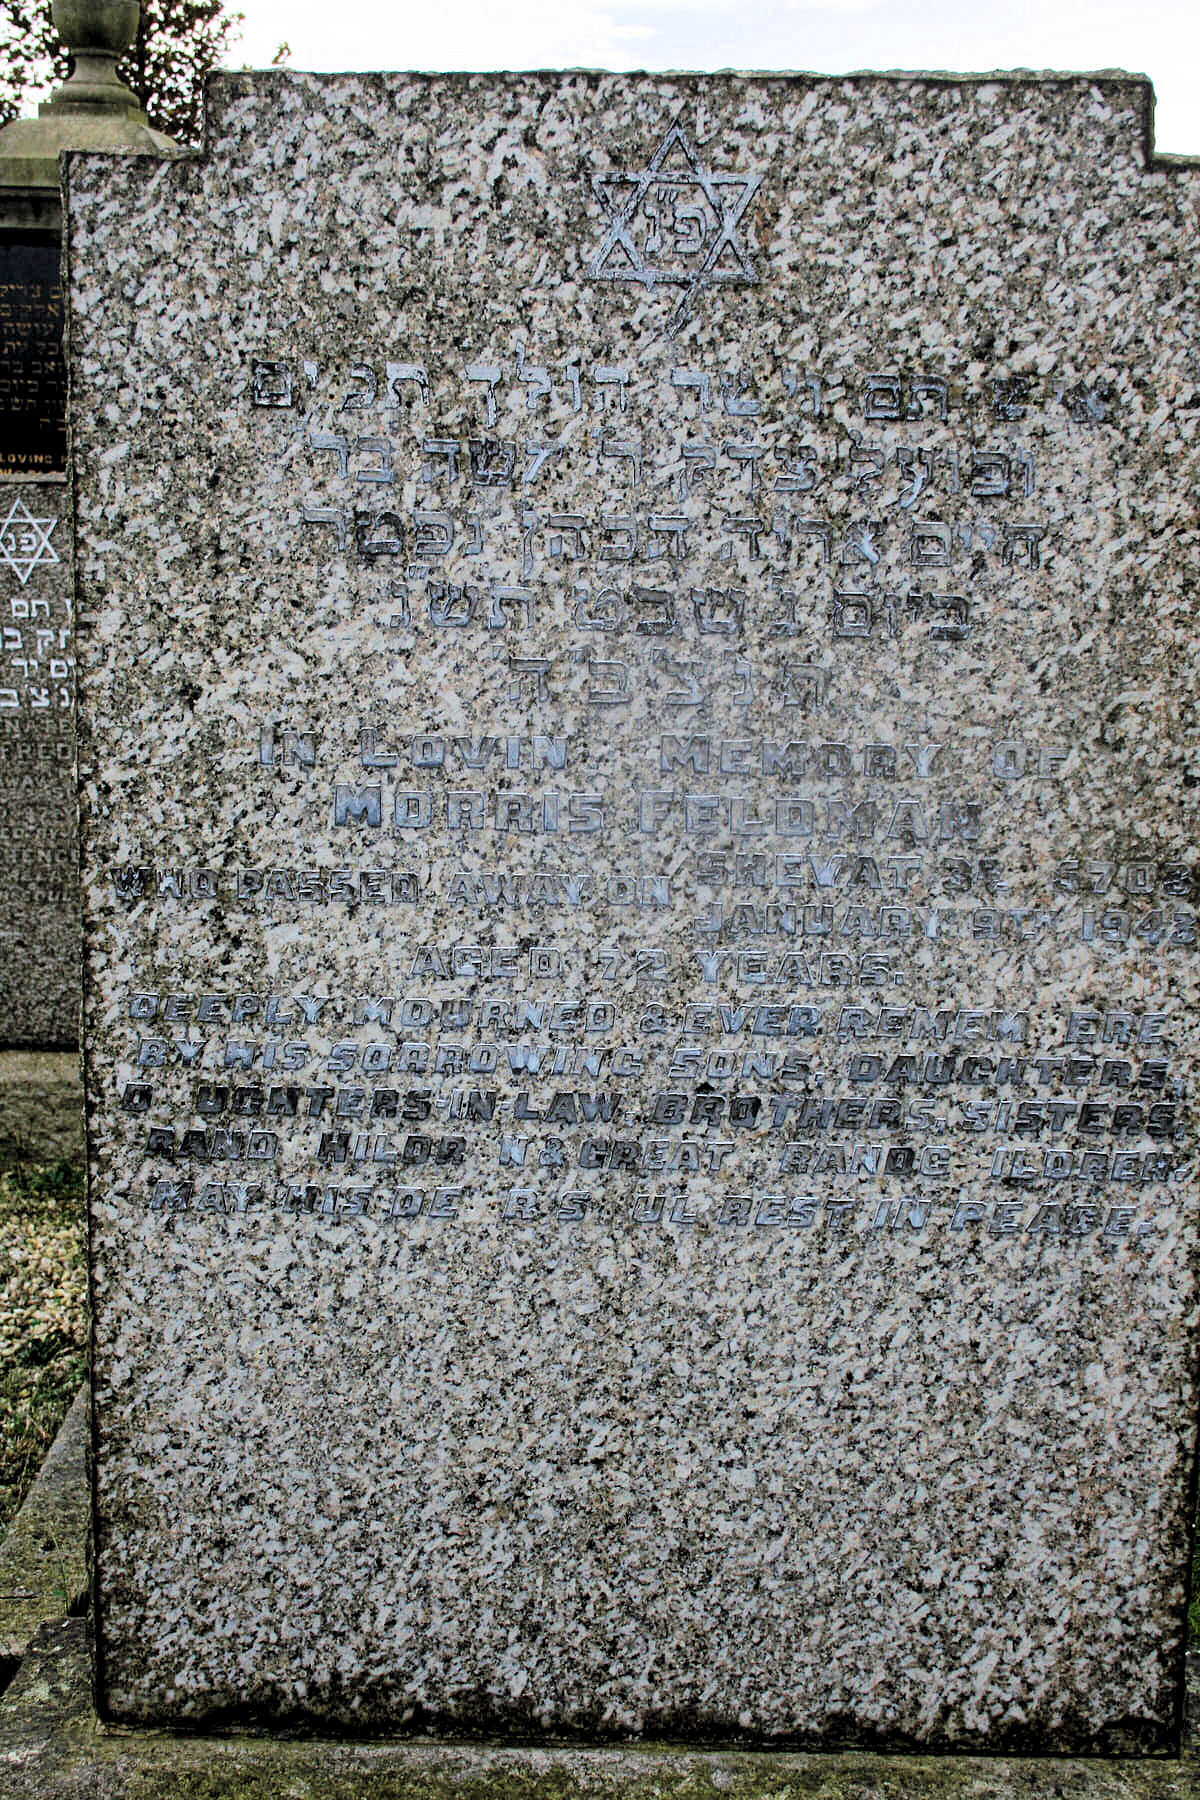 פ״נ
איש תם וישר הולך תמים
ופועל צדק ר' משה בר
חיים אריה הכהן נפטר
ביום ג' שבט תש״ג
ת'נ'צ'ב'ה'
IN LOVIN MEMORY OF
MORRIS FELDMAN
WHO PASSED AWAY ON SHEVAT 3RD 5703
JANUARY 9TH 1943
AGED 72 YEARS.
DEEPLY MOURNED & EVER REMEM ERE
BY HIS SORROWING SONS, DAUGHTERS,
D UGHTERS-IN-LAW, BROTHERS, SISTERS,
RAND HILDR N & GREAT RANDC ILDREN.
MAY HIS DE R S UL REST IN PEACE.